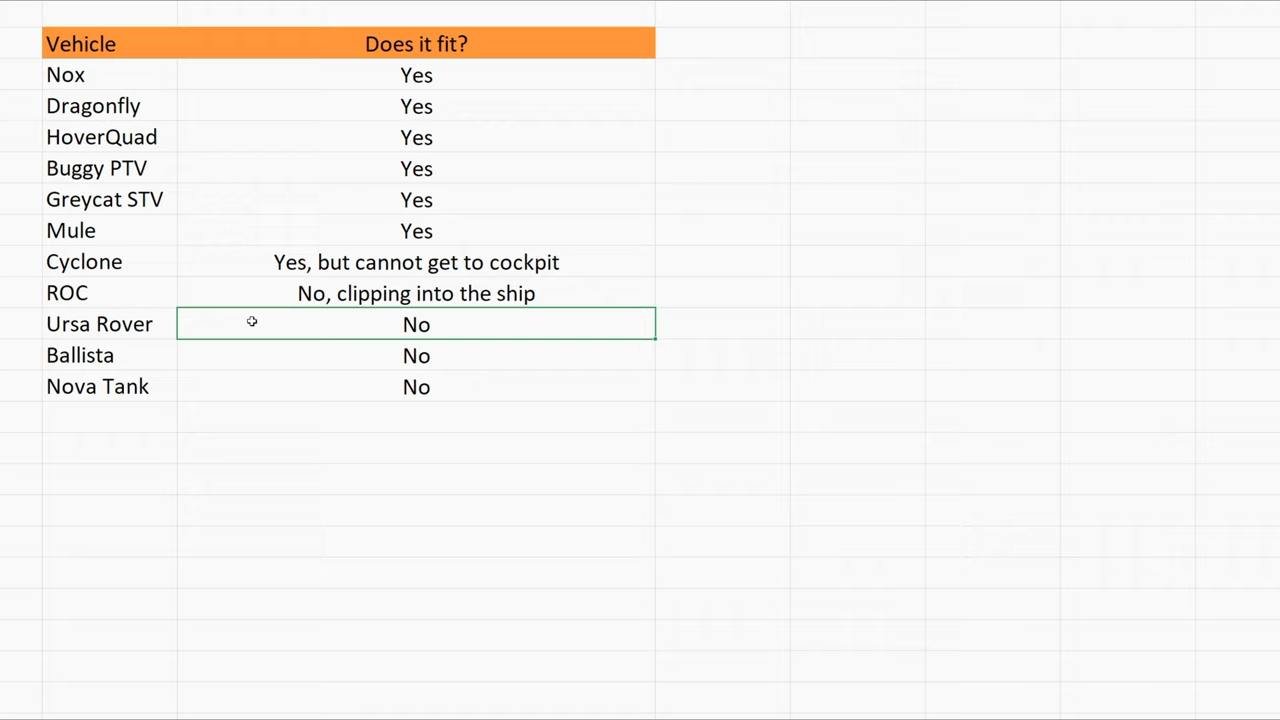 Vehicle Does it fit?
Nox Yes
Dragonfly Yes
HoverQuad Yes
Buggy PTV Yes
Greycat STV Yes
Mule Yes
Cyclone Yes, but cannot get to cockpit
ROC No, clipping into the ship
Ursa Rover No
Ballista No
Nova Tank No